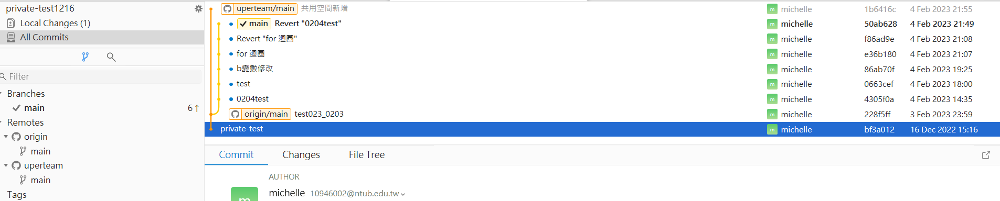 private-test1216
Local Changes (1)
All Commits
Filter
Branches
main 6↑
Remotes
origin
main
uperteam
main
Tags
uperteam/main 共用空間新增 m michelle 1b6416c 4 Feb 2023 21:55
main Revert "0204test" m michelle 50ab628 4 Feb 2023 21:49
Revert "for 迴圈" m michelle f86ad9e 4 Feb 2023 21:08
for 迴圈 m michelle e36b180 4 Feb 2023 21:07
b變數修改 m michelle 86ab70f 4 Feb 2023 19:25
test m michelle 0663cef 4 Feb 2023 18:00
0204test m michelle 4305f0a 4 Feb 2023 14:35
origin/main test023_0203 m michelle 228f5ff 3 Feb 2023 23:59
private-test m michelle bf3a012 16 Dec 2022 15:16
Commit Changes File Tree
AUTHOR
m michelle 10946002@ntub.edu.tw